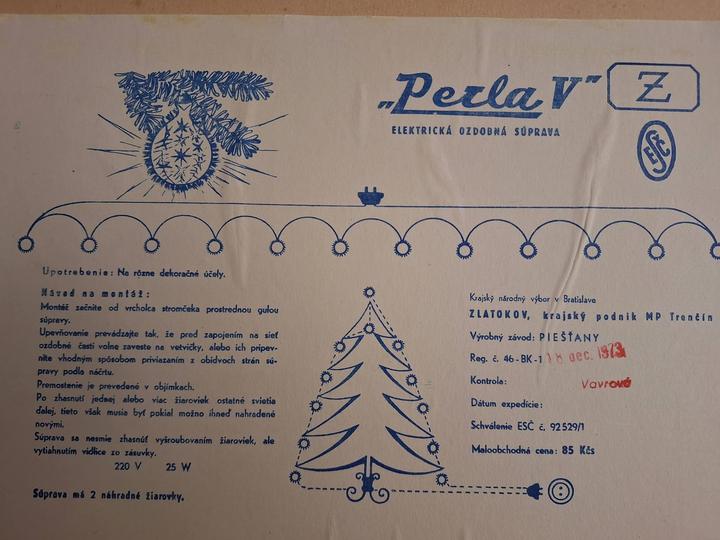 „Perla V"
Z
ELEKTRICKÁ OZDOBNÁ SÚPRAVA
ESČ
Upotrebenie: Na rôzne dekoračné účely.
Návod na montáž:
Montáž začnite od vrcholca stromčeka prostrednou guľou
súpravy.
Upevňovanie prevádzajte tak, že pred zapojením na sieť
ozdobné časti voľne zaveste na vetvičky, alebo ich pripev-
nite vhodným spôsobom priviazaním z obidvoch strán sú-
pravy podľa náčrtu.
Premostenie je prevedené v objímkach.
Po zhasnutí jednej alebo viac žiaroviek ostatné svietia
ďalej, tieto však musia byť pokiaľ možno ihneď nahradené
novými.
Súprava sa nesmie zhasnúť vyšroubovaním žiaroviek, ale
vytiahnutím vidlice zo zásuvky.
220 V 25 W
Súprava má 2 náhradné žiarovky.
Krajský národný výbor v Bratislave
ZLATOKOV, krajský podnik MP Trenčín
Výrobný závod: PIEŠŤANY
Reg. č. 46-BK-1 18 dec. 1973
Kontrola: Vavrová
Dátum expedície:
Schválenie ESČ č. 92529/1
Maloobchodná cena: 85 Kčs